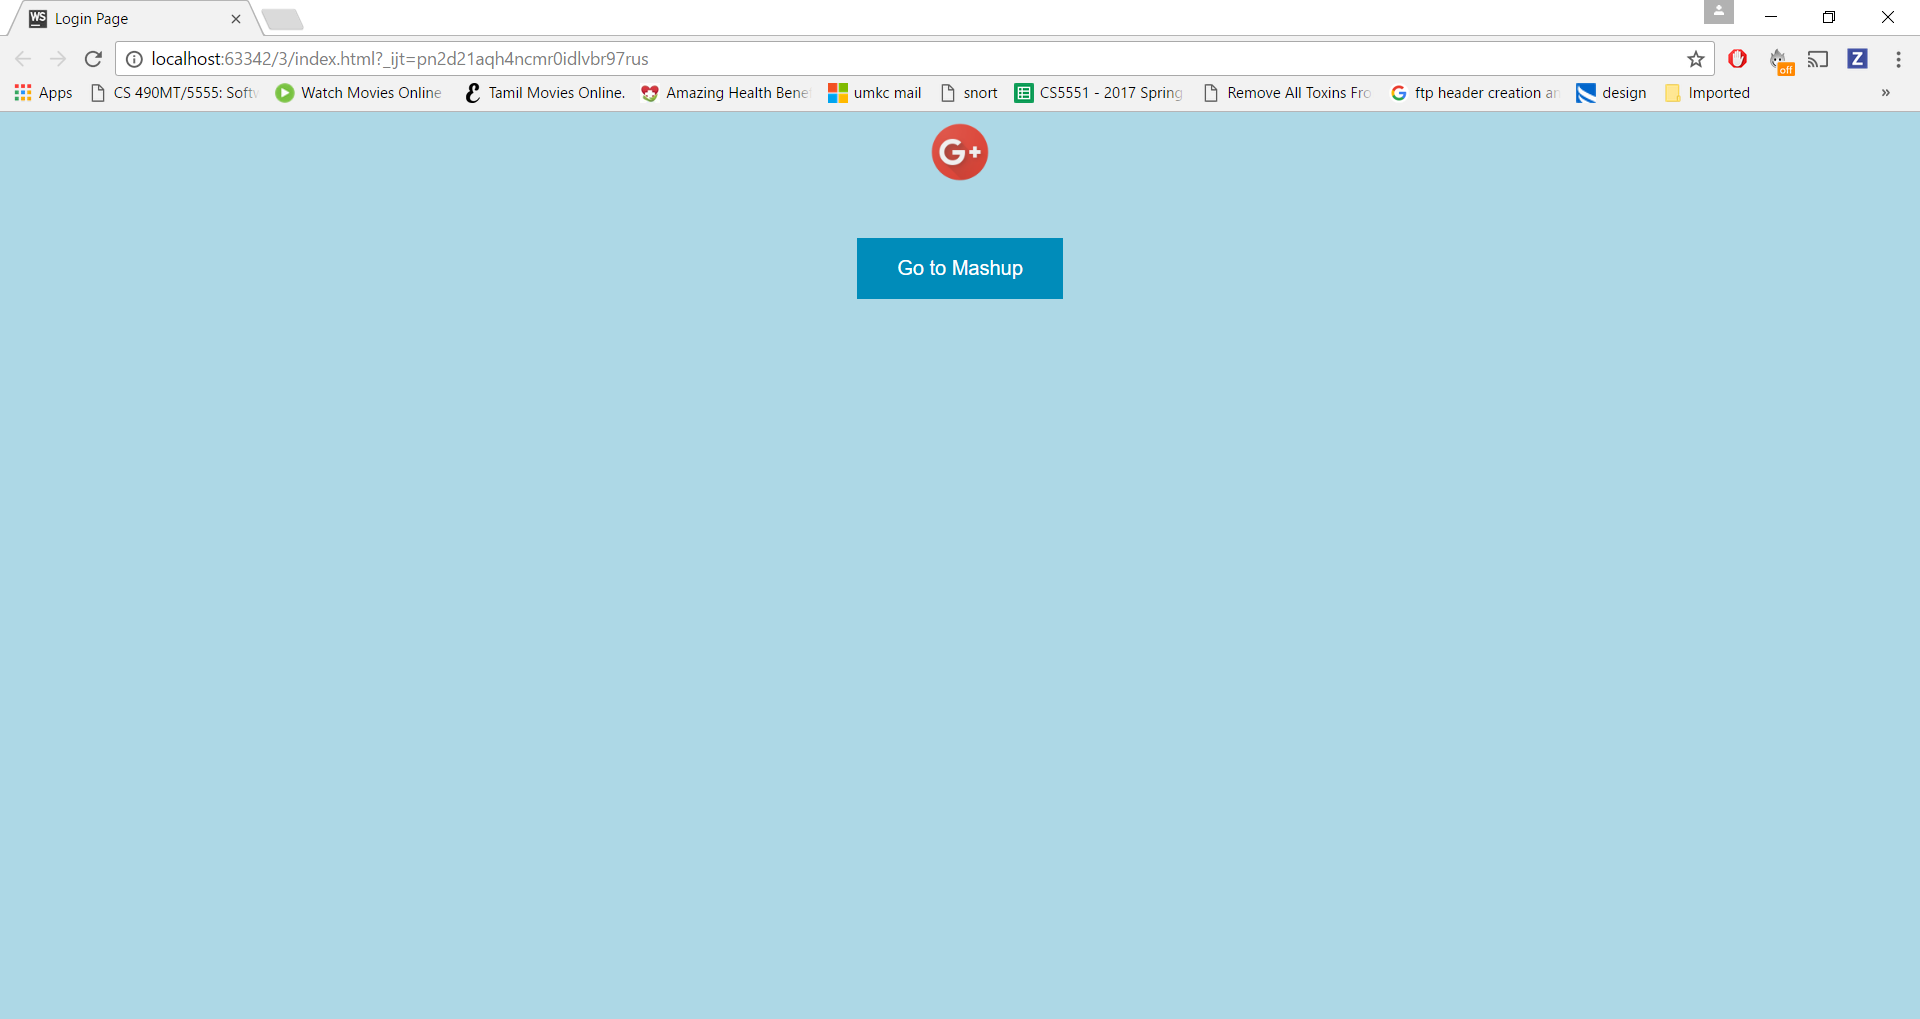 WS Login Page
localhost:63342/3/index.html?_ijt=pn2d21aqh4ncmr0idlvbr97rus
off
Z
Apps CS 490MT/5555: Soft Watch Movies Online Tamil Movies Online. Amazing Health Bene umkc mail snort CS5551 - 2017 Spring Remove All Toxins Fro ftp header creation an design Imported »
G+
Go to Mashup